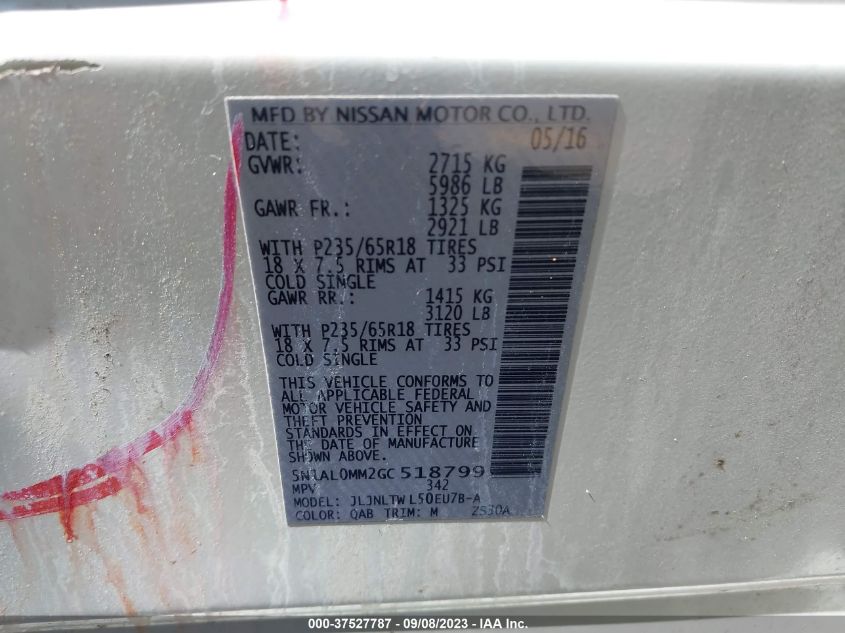 MFD BY NISSAN MOTOR CO., LTD.
DATE: 05/16
GVWR: 2715 KG
5986 LB
GAWR FR.: 1325 KG
2921 LB
WITH P235/65R18 TIRES
18 X 7.5 RIMS AT 33 PSI
COLD SINGLE
GAWR RR.: 1415 KG
3120 LB
WITH P235/65R18 TIRES
18 X 7.5 RIMS AT 33 PSI
COLD SINGLE
THIS VEHICLE CONFORMS TO
ALL APPLICABLE FEDERAL
MOTOR VEHICLE SAFETY AND
THEFT PREVENTION
STANDARDS IN EFFECT ON
THE DATE OF MANUFACTURE
SHOWN ABOVE.
5N1AL0MM2GC518799
MPV 342
MODEL: JLJNLTWL50EU7B-A
COLOR: QAB TRIM: M
000-37527787 - 09/08/2023 - IAA Inc.